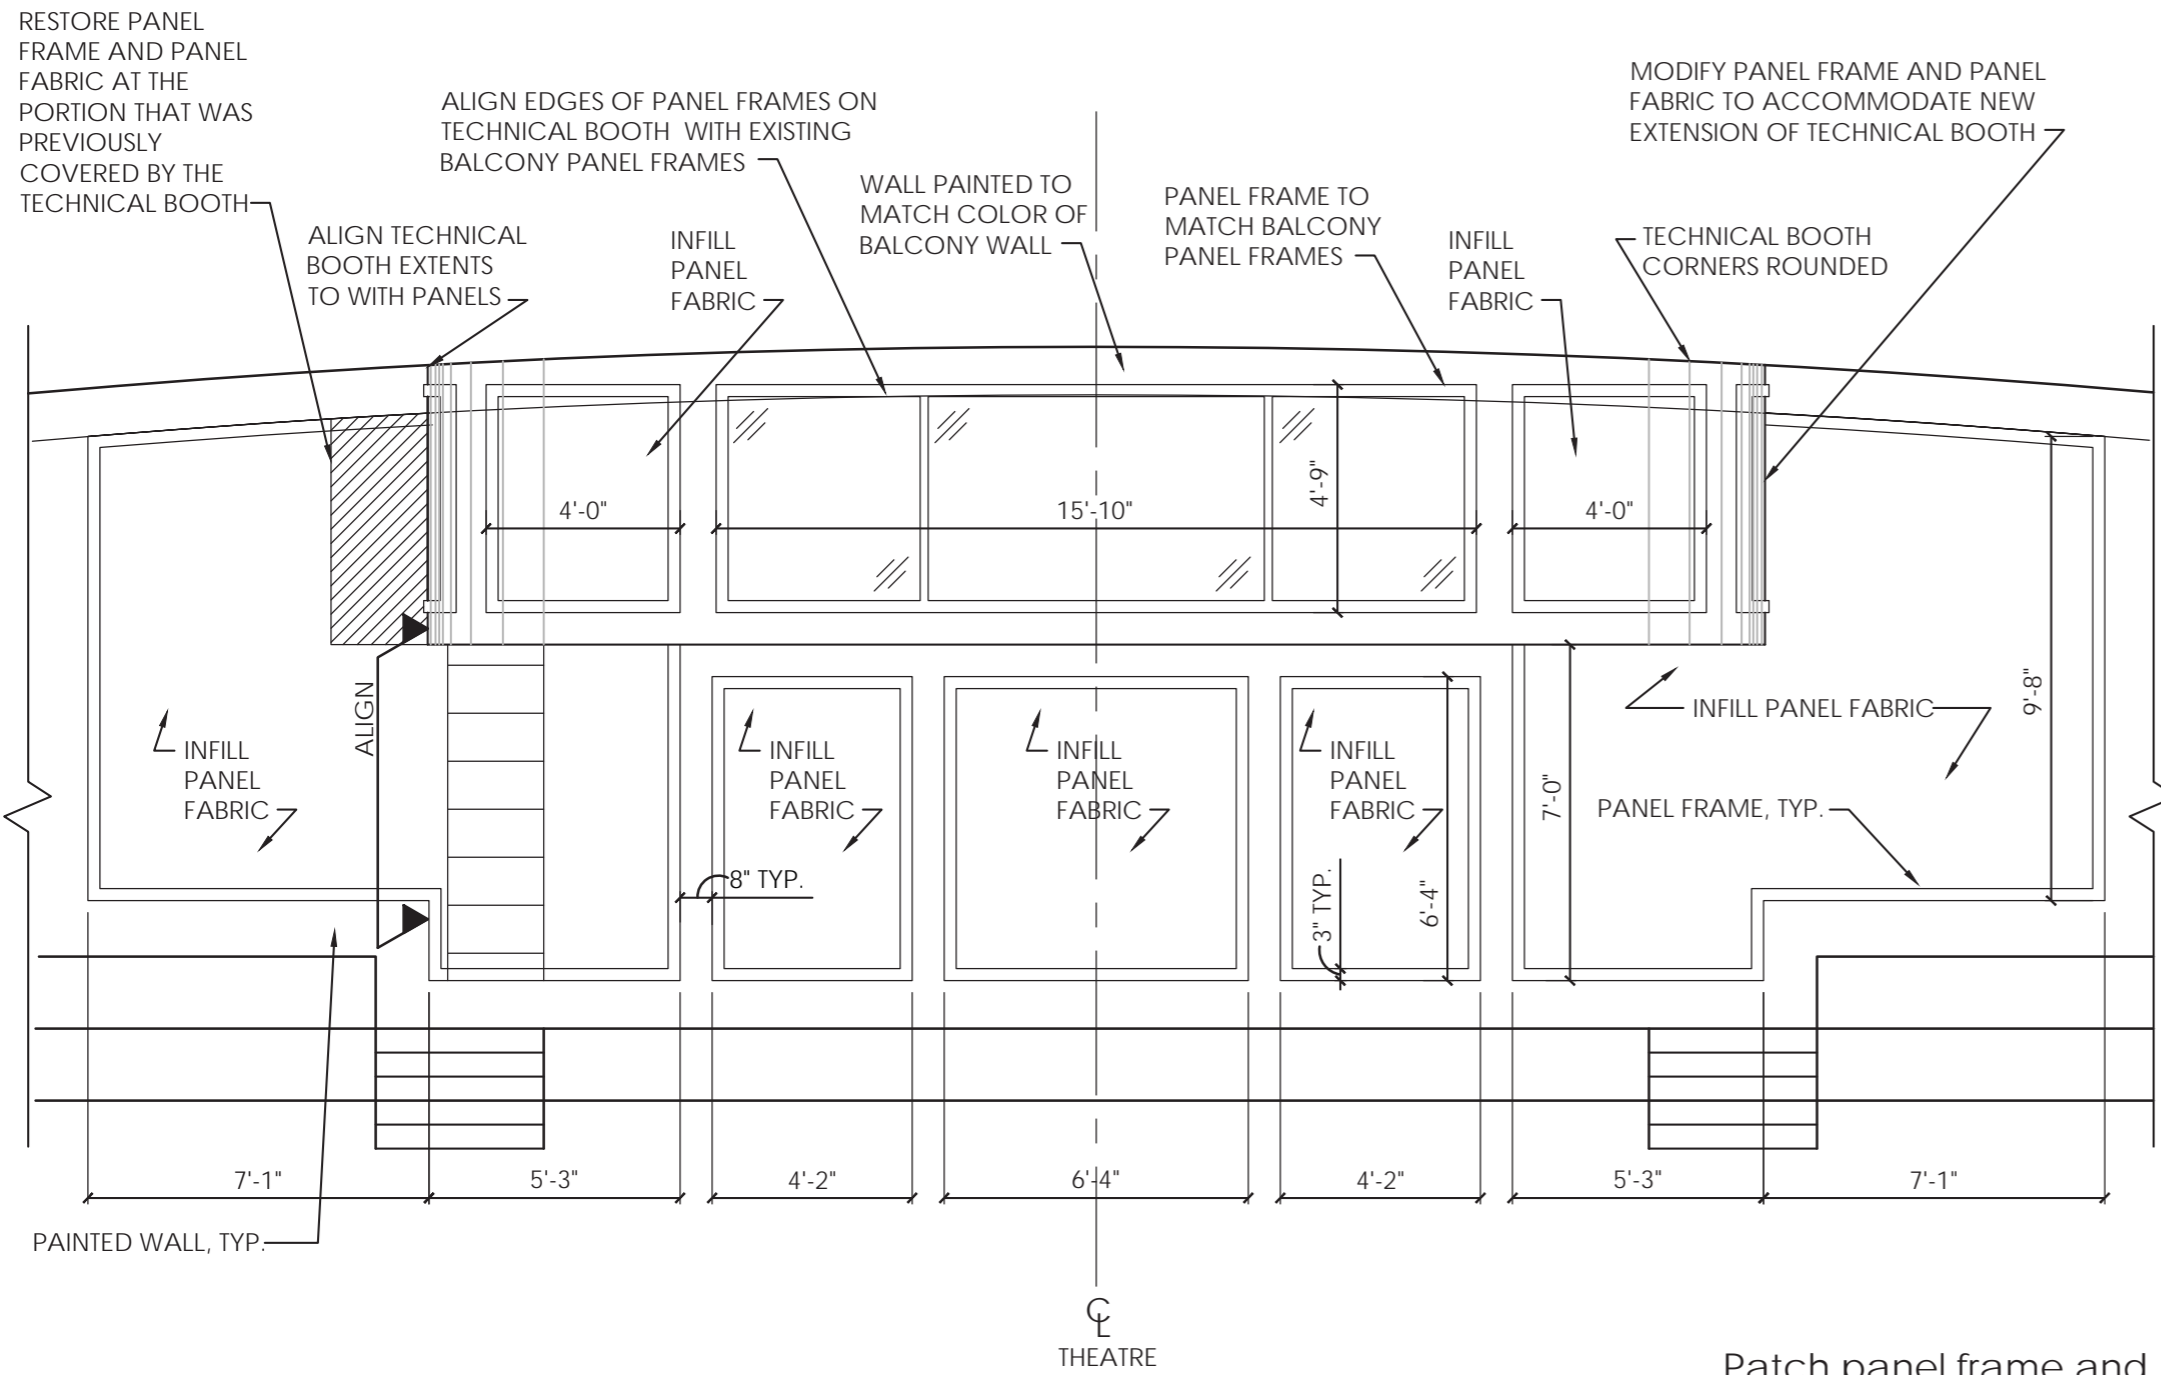 RESTORE PANEL
FRAME AND PANEL
FABRIC AT THE
PORTION THAT WAS
PREVIOUSLY
COVERED BY THE
TECHNICAL BOOTH
ALIGN EDGES OF PANEL FRAMES ON
TECHNICAL BOOTH WITH EXISTING
BALCONY PANEL FRAMES
MODIFY PANEL FRAME AND PANEL
FABRIC TO ACCOMMODATE NEW
EXTENSION OF TECHNICAL BOOTH
ALIGN TECHNICAL
BOOTH EXTENTS
TO WITH PANELS
INFILL
PANEL
FABRIC
WALL PAINTED TO
MATCH COLOR OF
BALCONY WALL
PANEL FRAME TO
MATCH BALCONY
PANEL FRAMES
INFILL
PANEL
FABRIC
TECHNICAL BOOTH
CORNERS ROUNDED
4'-0"
15'-10"
4'-9"
4'-0"
ALIGN
INFILL
PANEL
FABRIC
INFILL
PANEL
FABRIC
INFILL
PANEL
FABRIC
INFILL
PANEL
FABRIC
INFILL PANEL FABRIC
9'-8"
7'-0"
PANEL FRAME, TYP.
8" TYP.
3" TYP.
6'-4"
7'-1"
5'-3"
4'-2"
6'-4"
4'-2"
5'-3"
7'-1"
PAINTED WALL, TYP.
CL
THEATRE
Patch panel frame and